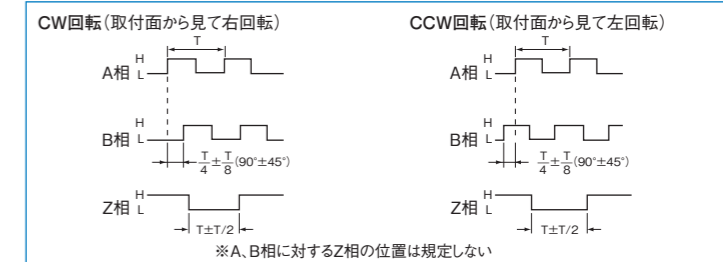 CW回転(取付面から見て右回転)
T
A相 H L
B相 H L
T/4±T/8(90°±45°)
Z相 H L
T±T/2
CCW回転(取付面から見て左回転)
T
A相 H L
B相 H L
T/4±T/8(90°±45°)
Z相 H L
T±T/2
※A、B相に対するZ相の位置は規定しない